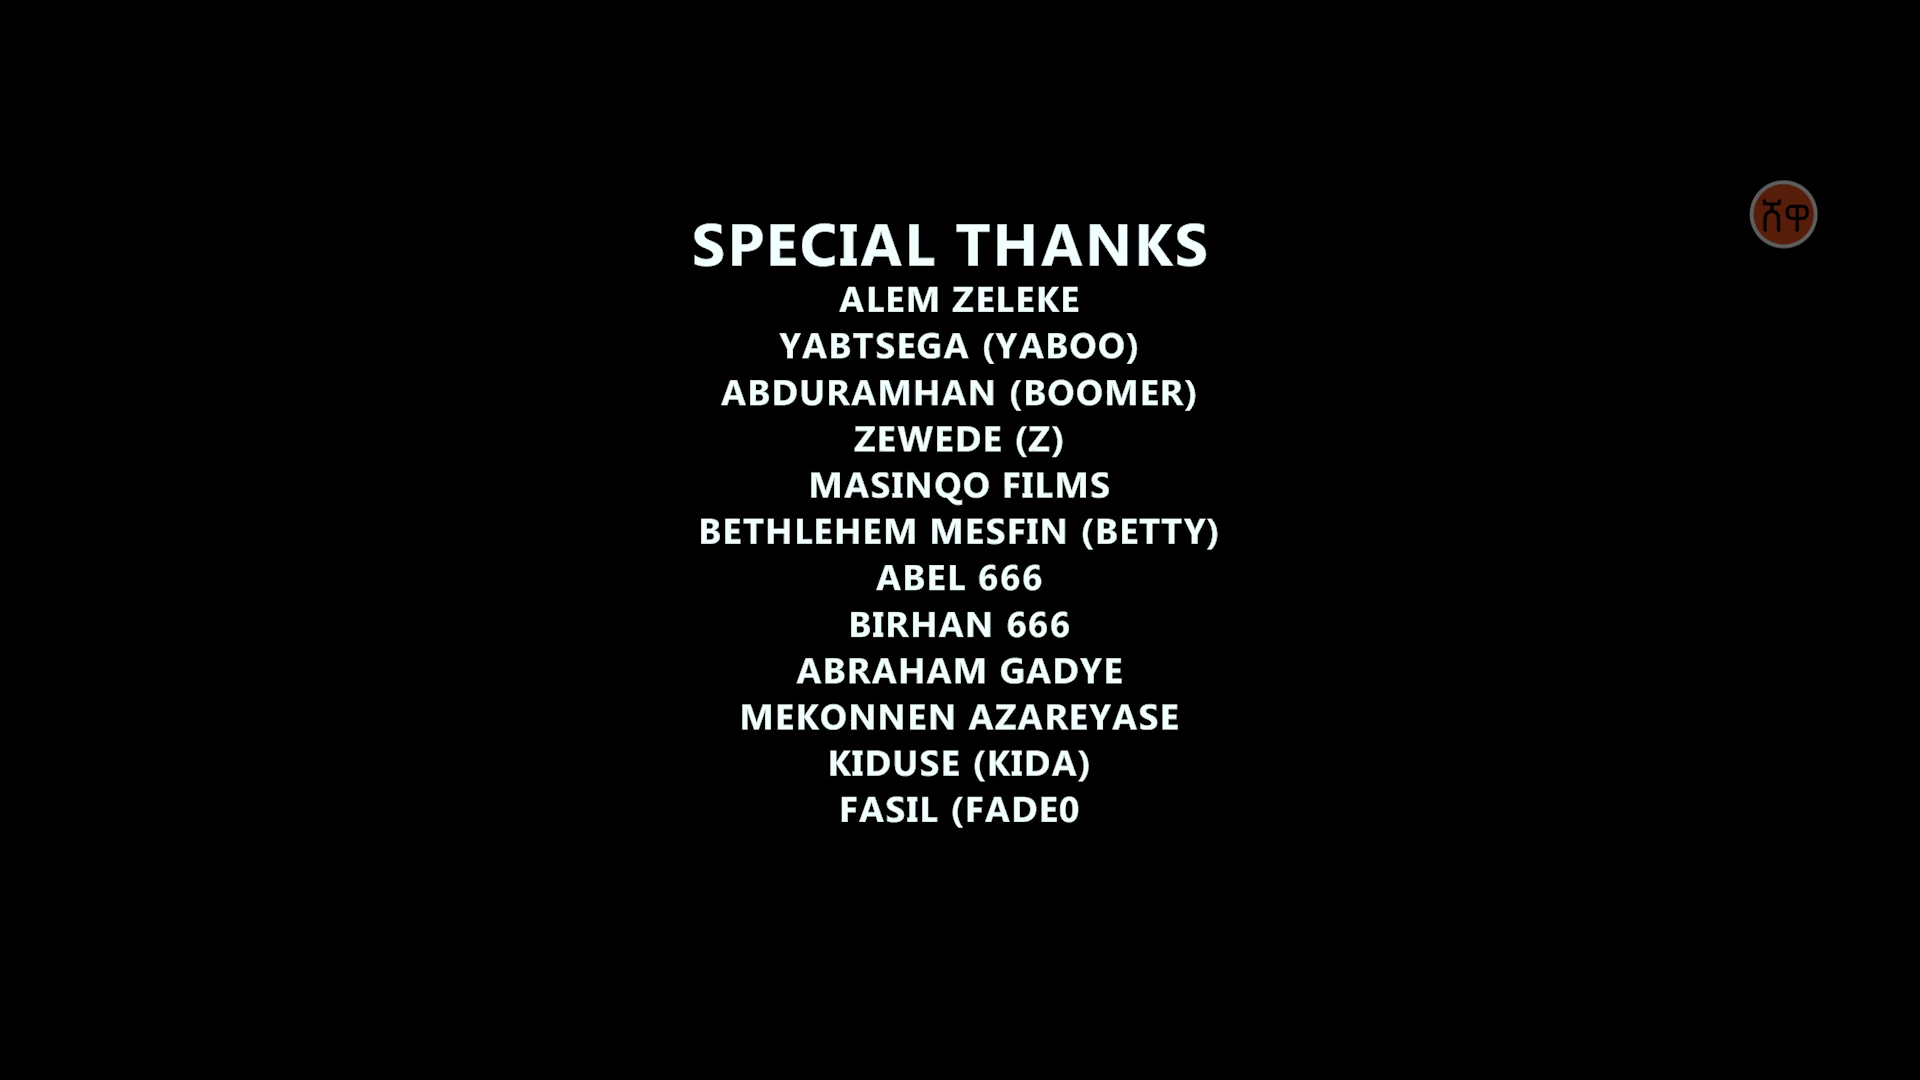 SPECIAL THANKS
ሸዋ
ALEM ZELEKE
YABTSEGA (YABOO)
ABDURAMHAN (BOOMER)
ZEWEDE (Z)
MASINQO FILMS
BETHLEHEM MESFIN (BETTY)
ABEL 666
BIRHAN 666
ABRAHAM GADYE
MEKONNEN AZAREYASE
KIDUSE (KIDA)
FASIL (FADE0